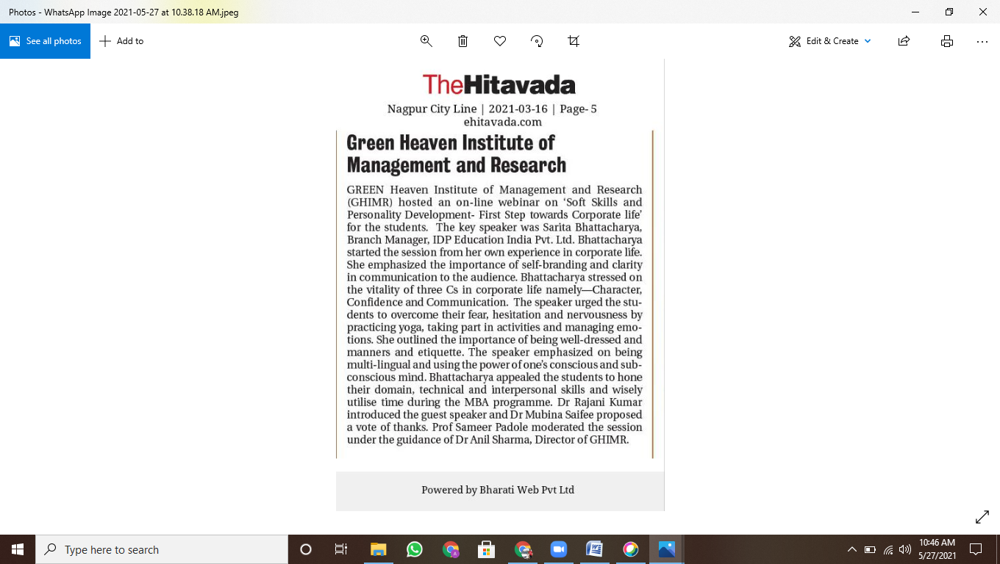 Photos - WhatsApp Image 2021-05-27 at 10.38.18 AM.jpeg
See all photos
Add to
Edit & Create
TheHitavada
Nagpur City Line | 2021-03-16 | Page- 5
ehitavada.com
Green Heaven Institute of
Management and Research
GREEN Heaven Institute of Management and Research
(GHIMR) hosted an on-line webinar on ‘Soft Skills and
Personality Development- First Step towards Corporate life’
for the students. The key speaker was Sarita Bhattacharya,
Branch Manager, IDP Education India Pvt. Ltd. Bhattacharya
started the session from her own experience in corporate life.
She emphasized the importance of self-branding and clarity
in communication to the audience. Bhattacharya stressed on
the vitality of three Cs in corporate life namely—Character,
Confidence and Communication. The speaker urged the stu-
dents to overcome their fear, hesitation and nervousness by
practicing yoga, taking part in activities and managing emo-
tions. She outlined the importance of being well-dressed and
manners and etiquette. The speaker emphasized on being
multi-lingual and using the power of one’s conscious and sub-
conscious mind. Bhattacharya appealed the students to hone
their domain, technical and interpersonal skills and wisely
utilise time during the MBA programme. Dr Rajani Kumar
introduced the guest speaker and Dr Mubina Saifee proposed
a vote of thanks. Prof Sameer Padole moderated the session
under the guidance of Dr Anil Sharma, Director of GHIMR.
Powered by Bharati Web Pvt Ltd
Type here to search
10:46 AM
5/27/2021